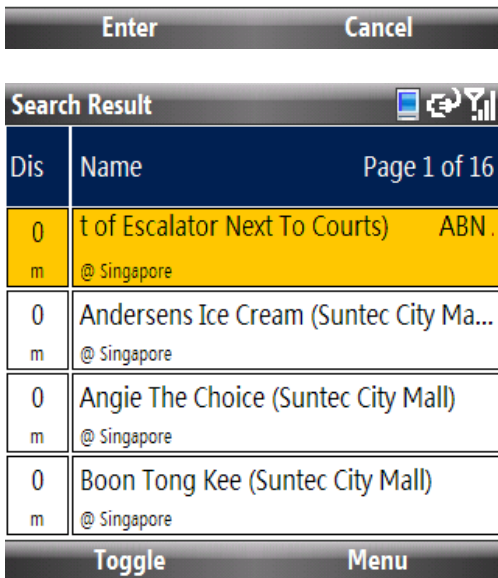 Enter Cancel
Search Result
Dis Name Page 1 of 16
0 t of Escalator Next To Courts) ABN .
m @ Singapore
0 Andersens Ice Cream (Suntec City Ma...
m @ Singapore
0 Angie The Choice (Suntec City Mall)
m @ Singapore
0 Boon Tong Kee (Suntec City Mall)
m @ Singapore
Toggle Menu